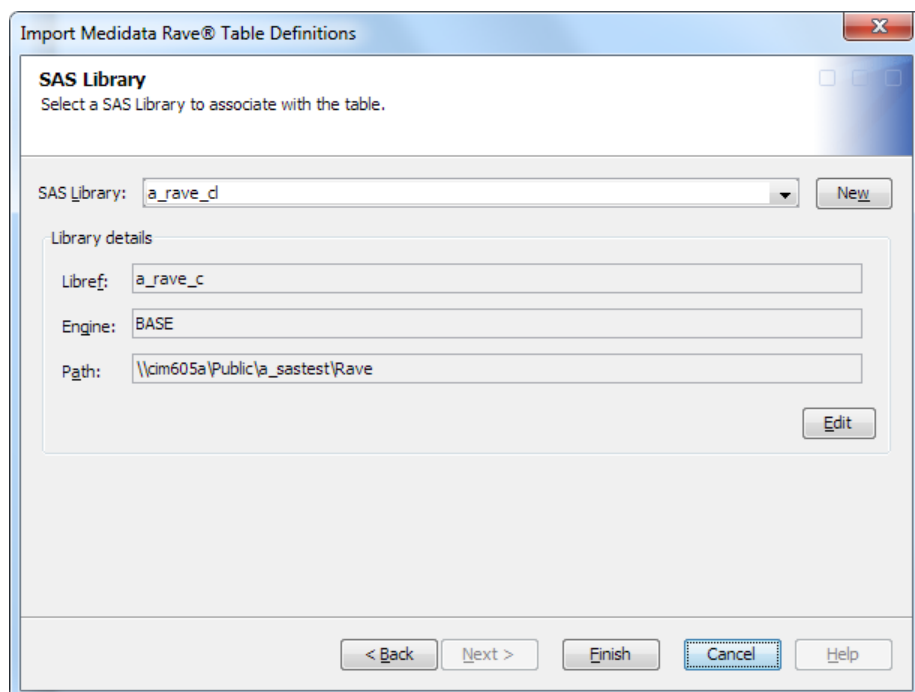 Import Medidata Rave® Table Definitions
X
SAS Library
Select a SAS Library to associate with the table.
SAS Library: a_rave_cl New
Library details
Libref: a_rave_c
Engine: BASE
Path: \\cim605a\Public\a_sastest\Rave
Edit
< Back Next > Finish Cancel Help